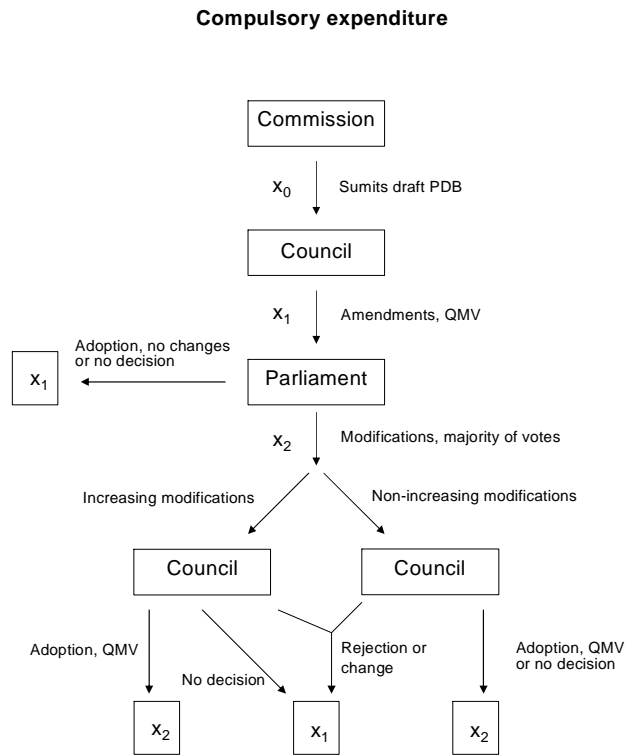 Compulsory expenditure
Commission
x0
Sumits draft PDB
Council
x1
Amendments, QMV
Adoption, no changes
or no decision
x1
Parliament
x2
Modifications, majority of votes
Increasing modifications
Non-increasing modifications
Council
Council
Adoption, QMV
No decision
Rejection or
change
Adoption, QMV
or no decision
x2
x1
x2